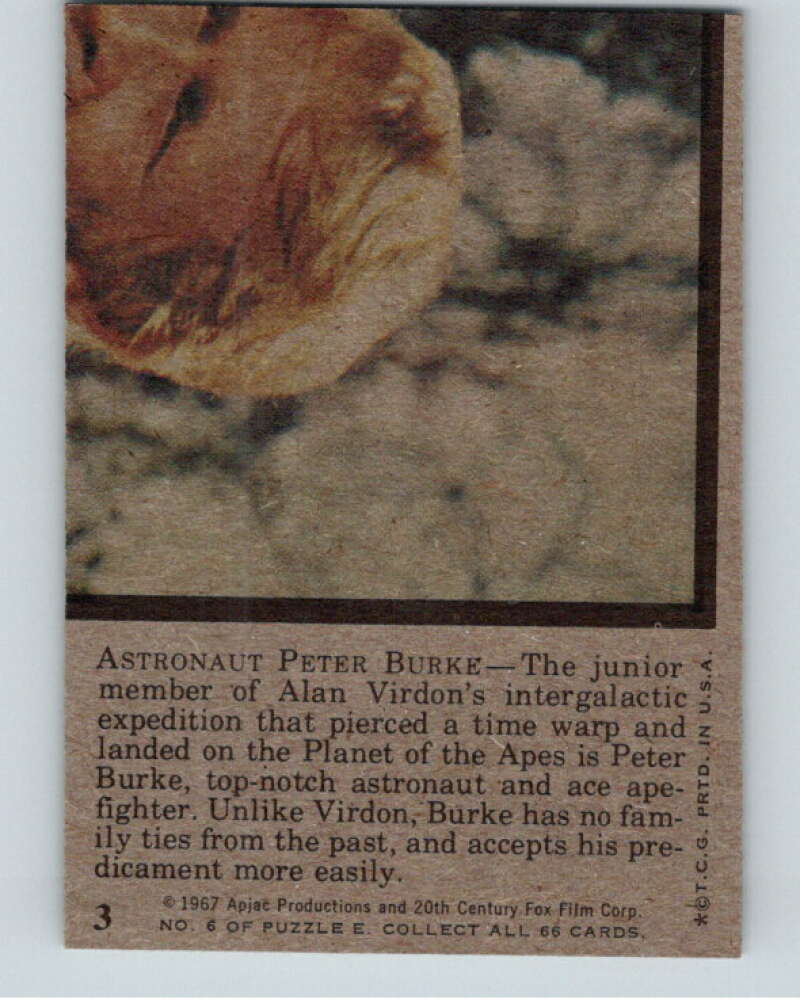 ASTRONAUT PETER BURKE—The junior
member of Alan Virdon's intergalactic
expedition that pierced a time warp and
landed on the Planet of the Apes is Peter
Burke, top-notch astronaut and ace ape-
fighter. Unlike Virdon, Burke has no fam-
ily ties from the past, and accepts his pre-
dicament more easily.
3
© 1967 Apjac Productions and 20th Century Fox Film Corp.
NO. 6 OF PUZZLE E. COLLECT ALL 66 CARDS.
*©T.C.G. PRTD. IN U.S.A.